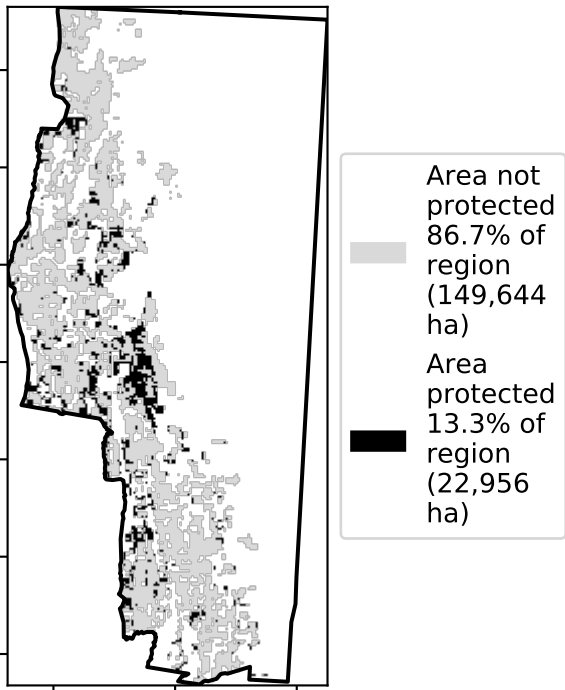 Area not
protected
86.7% of
region
(149,644
ha)
Area
protected
13.3% of
region
(22,956
ha)